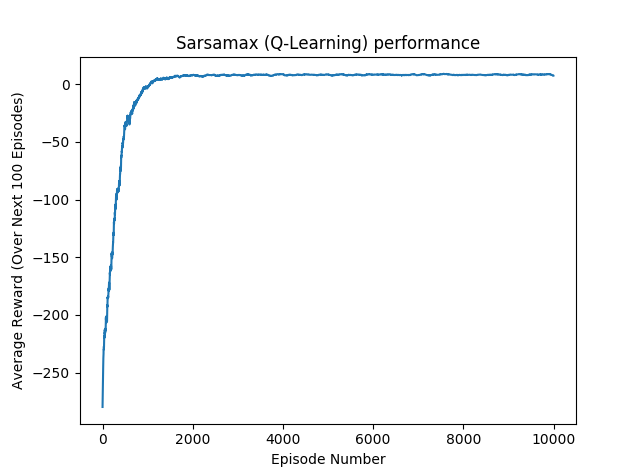 Sarsamax (Q-Learning) performance
Average Reward (Over Next 100 Episodes)
0
−50
−100
−150
−200
−250
0 2000 4000 6000 8000 10000
Episode Number